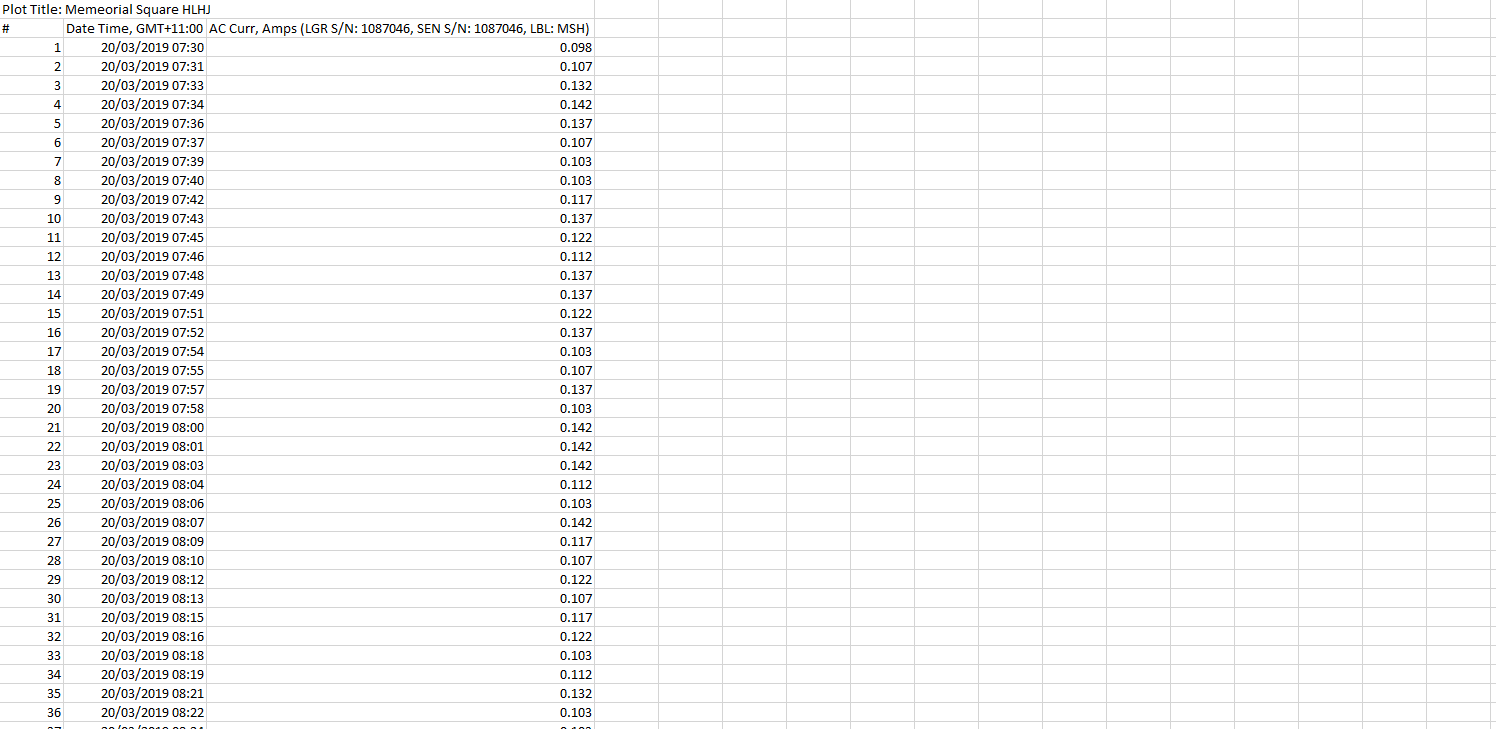 Plot Title: Memeorial Square HLHJ
# Date Time, GMT+11:00 AC Curr, Amps (LGR S/N: 1087046, SEN S/N: 1087046, LBL: MSH)
1 20/03/2019 07:30 0.098
2 20/03/2019 07:31 0.107
3 20/03/2019 07:33 0.132
4 20/03/2019 07:34 0.142
5 20/03/2019 07:36 0.137
6 20/03/2019 07:37 0.107
7 20/03/2019 07:39 0.103
8 20/03/2019 07:40 0.103
9 20/03/2019 07:42 0.117
10 20/03/2019 07:43 0.137
11 20/03/2019 07:45 0.122
12 20/03/2019 07:46 0.112
13 20/03/2019 07:48 0.137
14 20/03/2019 07:49 0.137
15 20/03/2019 07:51 0.122
16 20/03/2019 07:52 0.137
17 20/03/2019 07:54 0.103
18 20/03/2019 07:55 0.107
19 20/03/2019 07:57 0.137
20 20/03/2019 07:58 0.103
21 20/03/2019 08:00 0.142
22 20/03/2019 08:01 0.142
23 20/03/2019 08:03 0.142
24 20/03/2019 08:04 0.112
25 20/03/2019 08:06 0.103
26 20/03/2019 08:07 0.142
27 20/03/2019 08:09 0.117
28 20/03/2019 08:10 0.107
29 20/03/2019 08:12 0.122
30 20/03/2019 08:13 0.107
31 20/03/2019 08:15 0.117
32 20/03/2019 08:16 0.122
33 20/03/2019 08:18 0.103
34 20/03/2019 08:19 0.112
35 20/03/2019 08:21 0.132
36 20/03/2019 08:22 0.103